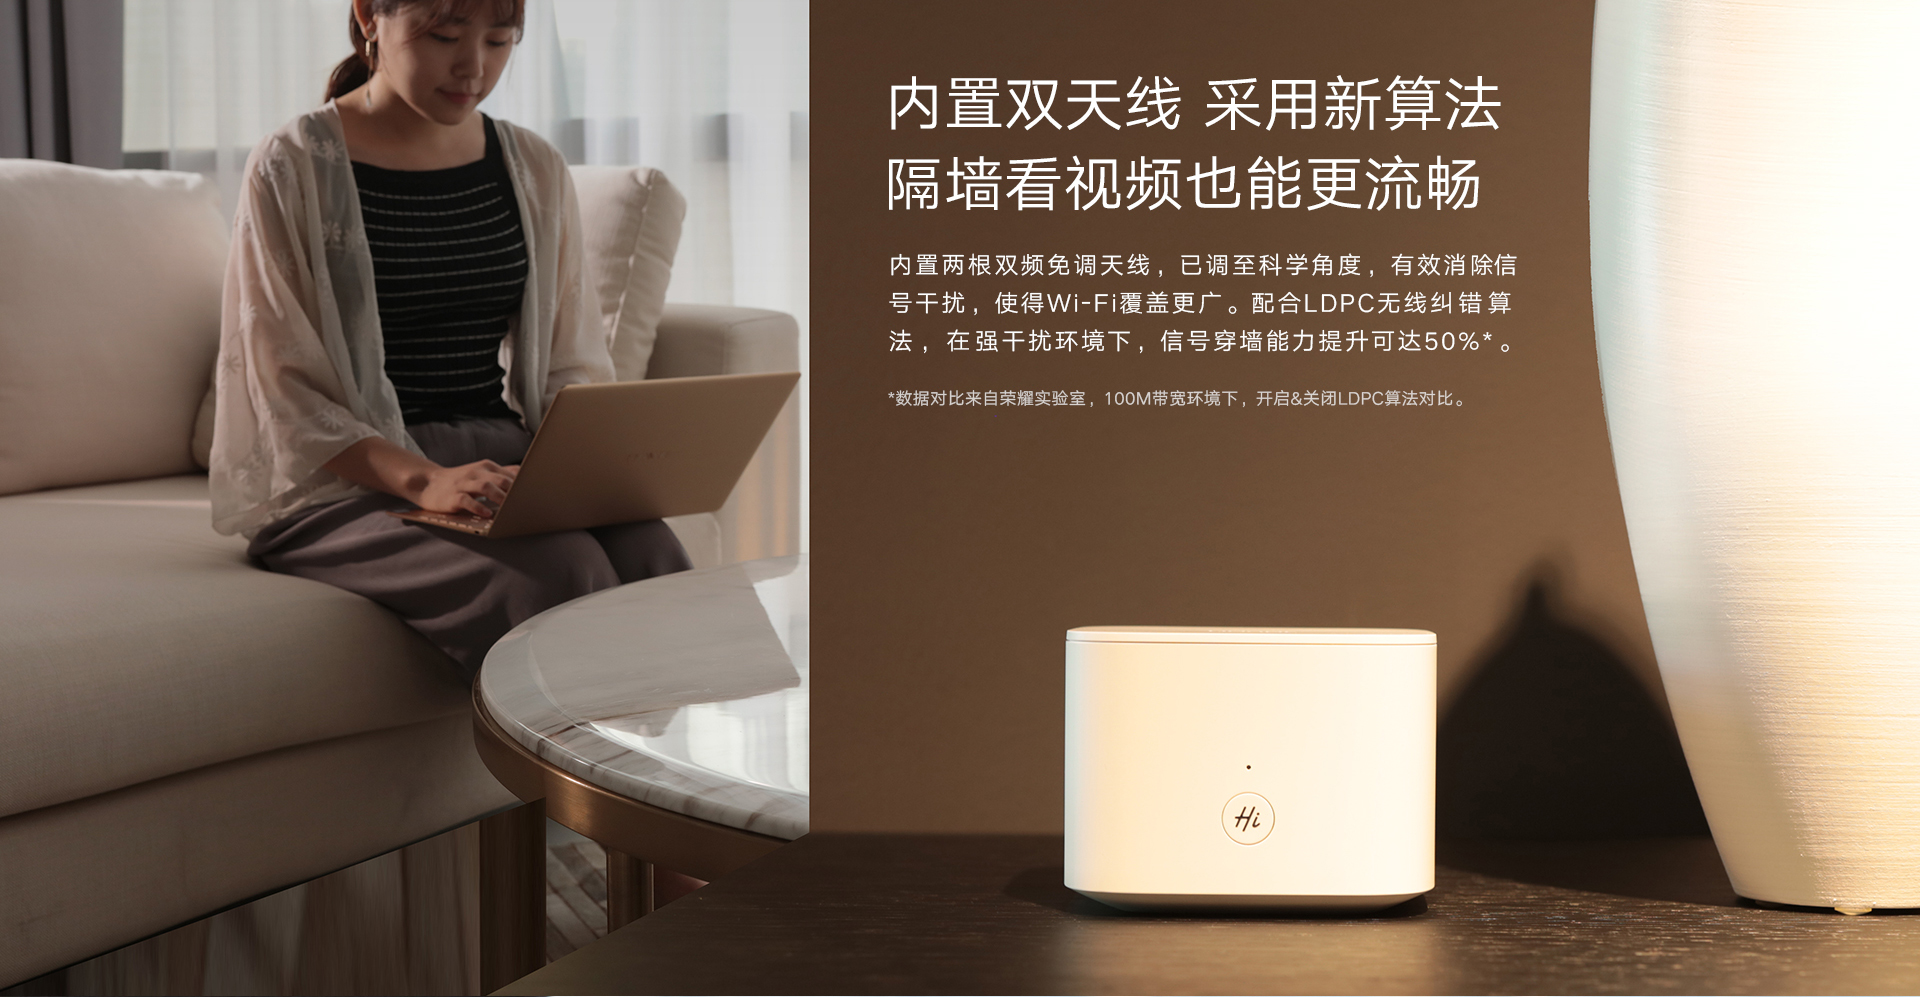 内置双天线 采用新算法
隔墙看视频也能更流畅
内置两根双频免调天线，已调至科学角度，有效消除信
号干扰，使得Wi-Fi覆盖更广。配合LDPC无线纠错算
法，在强干扰环境下，信号穿墙能力提升可达50%*。
*数据对比来自荣耀实验室，100M带宽环境下，开启&关闭LDPC算法对比。
Hi